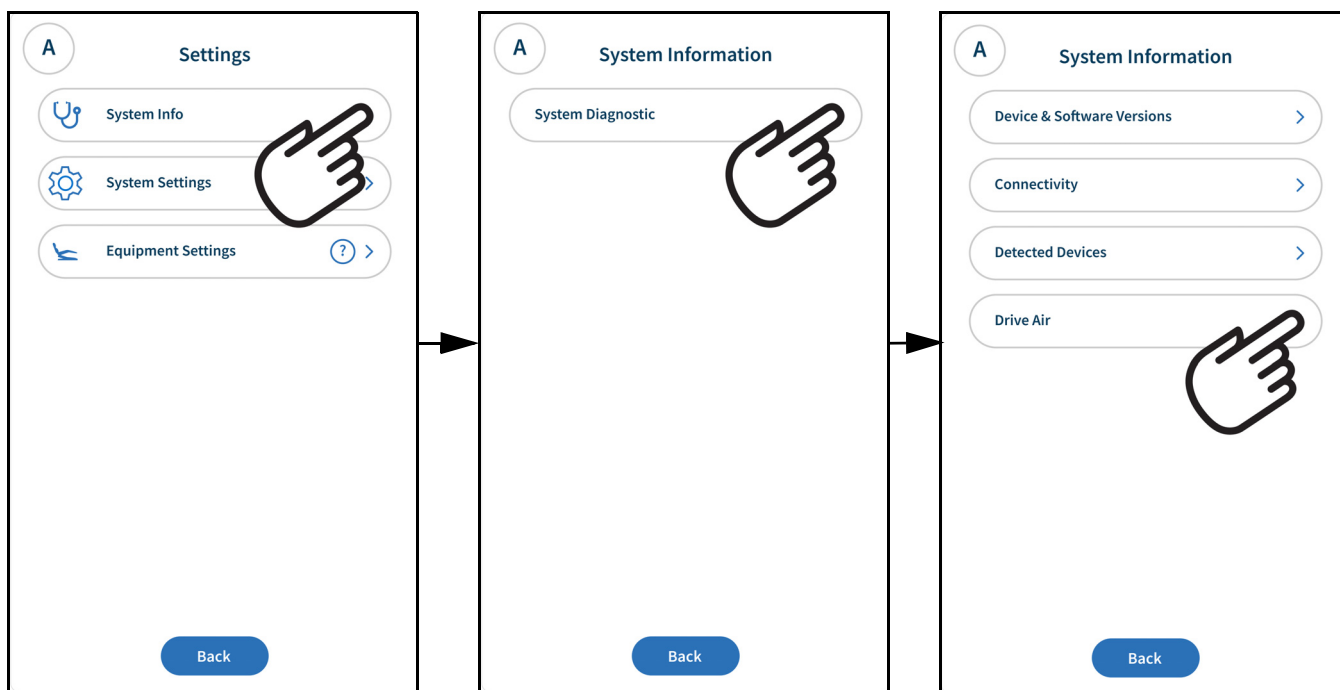 A
Settings
System Info
System Settings
Equipment Settings
?
Back
A
System Information
System Diagnostic
Back
A
System Information
Device & Software Versions
Connectivity
Detected Devices
Drive Air
Back